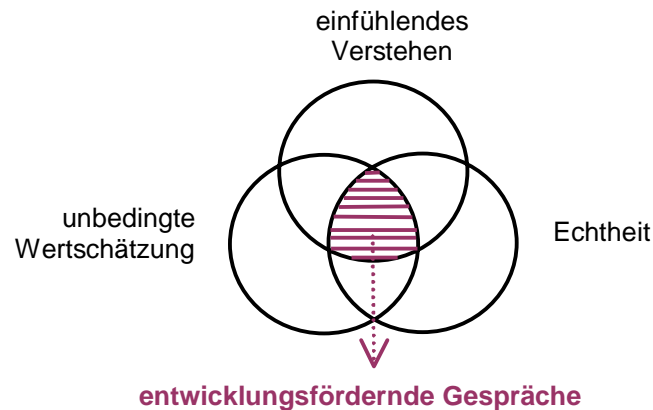 einfühlendes
Verstehen
unbedingte
Wertschätzung
Echtheit
entwicklungsfördernde Gespräche